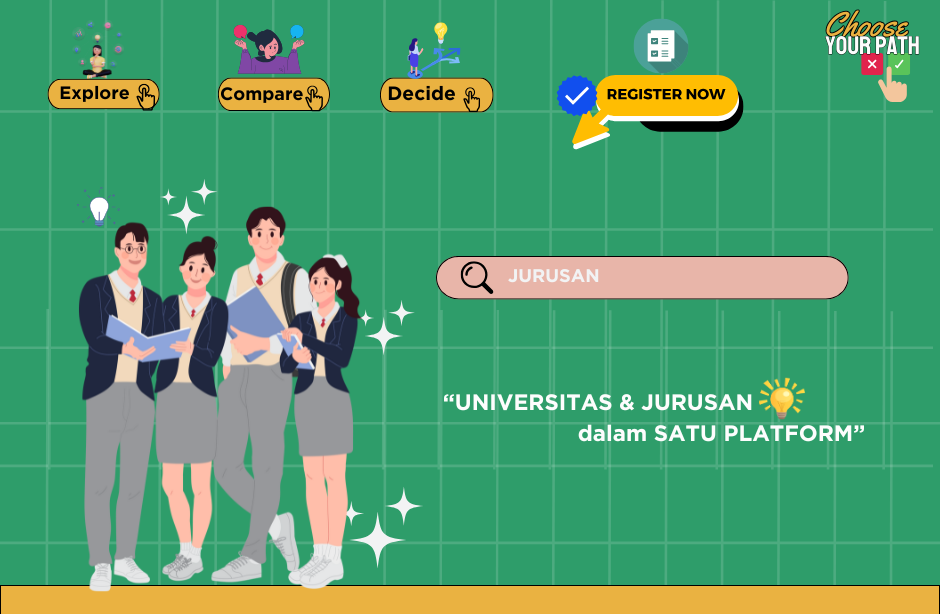 Explore
Compare
Decide
REGISTER NOW
Choose
YOUR PATH
JURUSAN
“UNIVERSITAS & JURUSAN
dalam SATU PLATFORM”